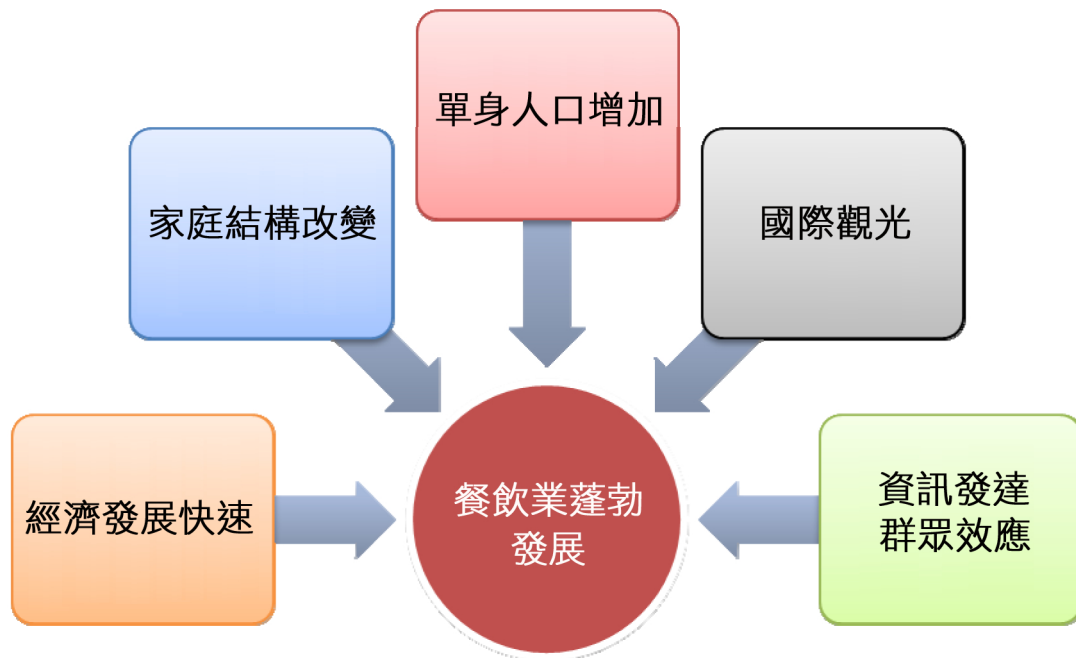 單身人口增加
家庭結構改變
國際觀光
經濟發展快速
餐飲業蓬勃
發展
資訊發達
群眾效應